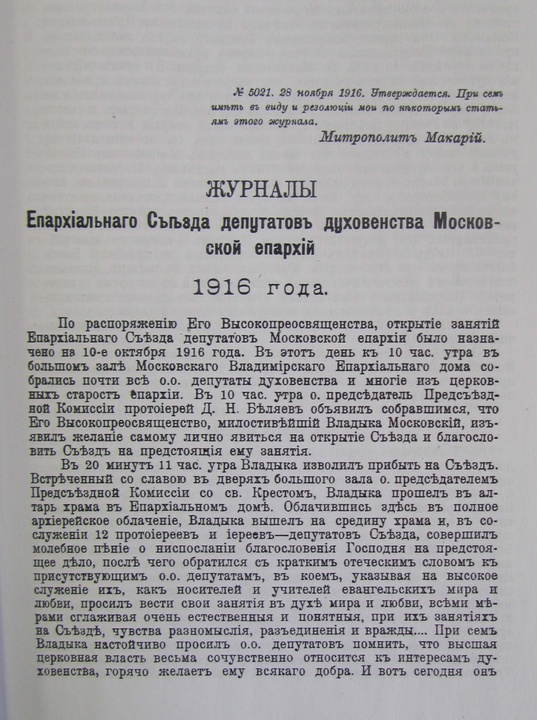 № 5021. 28 ноября 1916. Утверждается. При семъ
имѣть въ виду и резолюціи мои по нѣкоторымъ стать-
ямъ этого журнала.
Митрополитъ Макарій.
ЖУРНАЛЫ
Епархіальнаго Съѣзда депутатовъ духовенства Москов-
ской епархій
1916 года.
По распоряженію Его Высокопреосвященства, открытіе занятій
Епархіальнаго Съѣзда депутатовъ Московской епархіи было назна-
чено на 10-е октября 1916 года. Въ этотъ день къ 10 час. утра въ
большомъ залѣ Московскаго Владимірскаго Епархіальнаго дома со-
брались почти всѣ о.о. депутаты духовенства и многіе изъ церков-
ныхъ старостъ епархіи. Въ 10 час. утра о. предсѣдатель Предсъѣзд-
ной Комиссіи протоіерей Д. Н. Бѣляевъ объявилъ собравшимся, что
Его Высокопреосвященство, милостивѣйшій Владыка Московскій, изъ-
явилъ желаніе самому лично явиться на открытіе Съѣзда и благосло-
вить Съѣздъ на предстоящія ему занятія.
Въ 20 минутъ 11 час. утра Владыка изволилъ прибыть на Съѣздъ.
Встрѣченный со славою въ дверяхъ большого зала о. предсѣдателемъ
Предсъѣздной Комиссіи со св. Крестомъ, Владыка прошелъ въ ал-
тарь храма въ Епархіальномъ домѣ. Облачившись здѣсь въ полное
архіерейское облаченіе, Владыка вышелъ на средину храма и, въ со-
служеніи 12 протоіереевъ и іереевъ—депутатовъ Съѣзда, совершилъ
молебное пѣніе о ниспосланіи благословенія Господня на предстоя-
щее дѣло, послѣ чего обратился съ краткимъ отеческимъ словомъ къ
присутствующимъ о.о. депутатамъ, въ коемъ, указывая на высокое
служеніе ихъ, какъ носителей и учителей евангельскихъ мира и
любви, просилъ вести свои занятія въ духѣ мира и любви, всѣми мѣ-
рами сглаживая очень естественныя и понятныя, при ихъ занятіяхъ
на Съѣздѣ, чувства разномыслія, разъединенія и вражды.... При семъ
Владыка настойчиво просилъ о.о. депутатовъ помнить, что высшая
церковная власть весьма сочувственно относится къ интересамъ ду-
ховенства, горячо желаетъ ему всякаго добра. И вотъ сегодня онъ